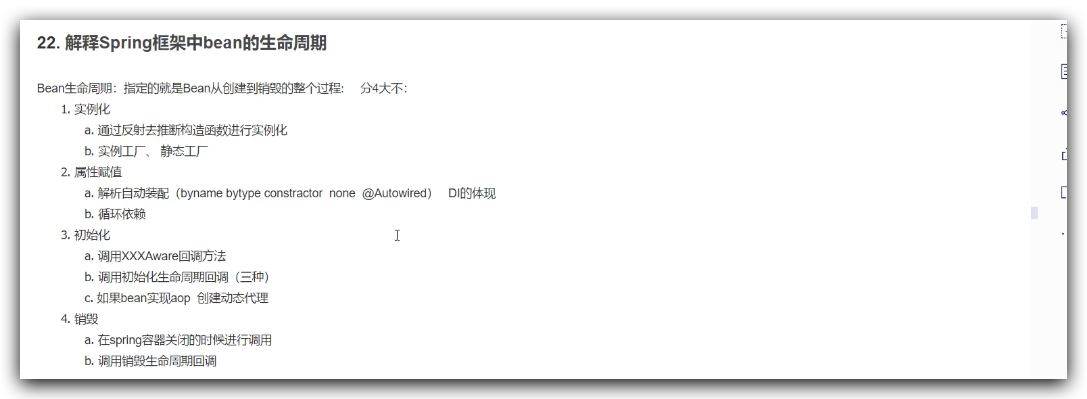 22. 解释Spring框架中bean的生命周期
Bean生命周期：指定的就是Bean从创建到销毁的整个过程： 分4大不：
1. 实例化
a. 通过反射去推断构造函数进行实例化
b. 实例工厂、 静态工厂
2. 属性赋值
a. 解析自动装配（byname bytype constractor none @Autowired） DI的体现
b. 循环依赖
3. 初始化
a. 调用XXXAware回调方法
b. 调用初始化生命周期回调（三种）
c. 如果bean实现aop 创建动态代理
4. 销毁
a. 在spring容器关闭的时候进行调用
b. 调用销毁生命周期回调